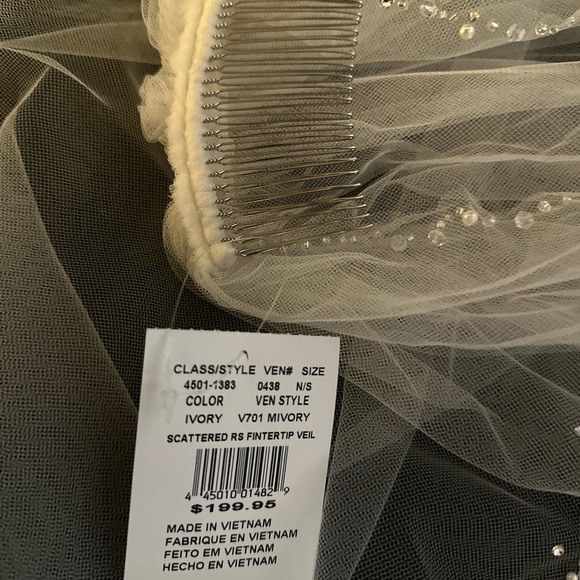 CLASS/STYLE VEN# SIZE
4501-1383 0438 N/S
COLOR VEN STYLE
IVORY V701 MIVORY
SCATTERED RS FINTERTIP VEIL
4 45010 01482 9
$199.95
MADE IN VIETNAM
FABRIQUE EN VIETNAM
FEITO EM VIETNAM
HECHO EN VIETNAM